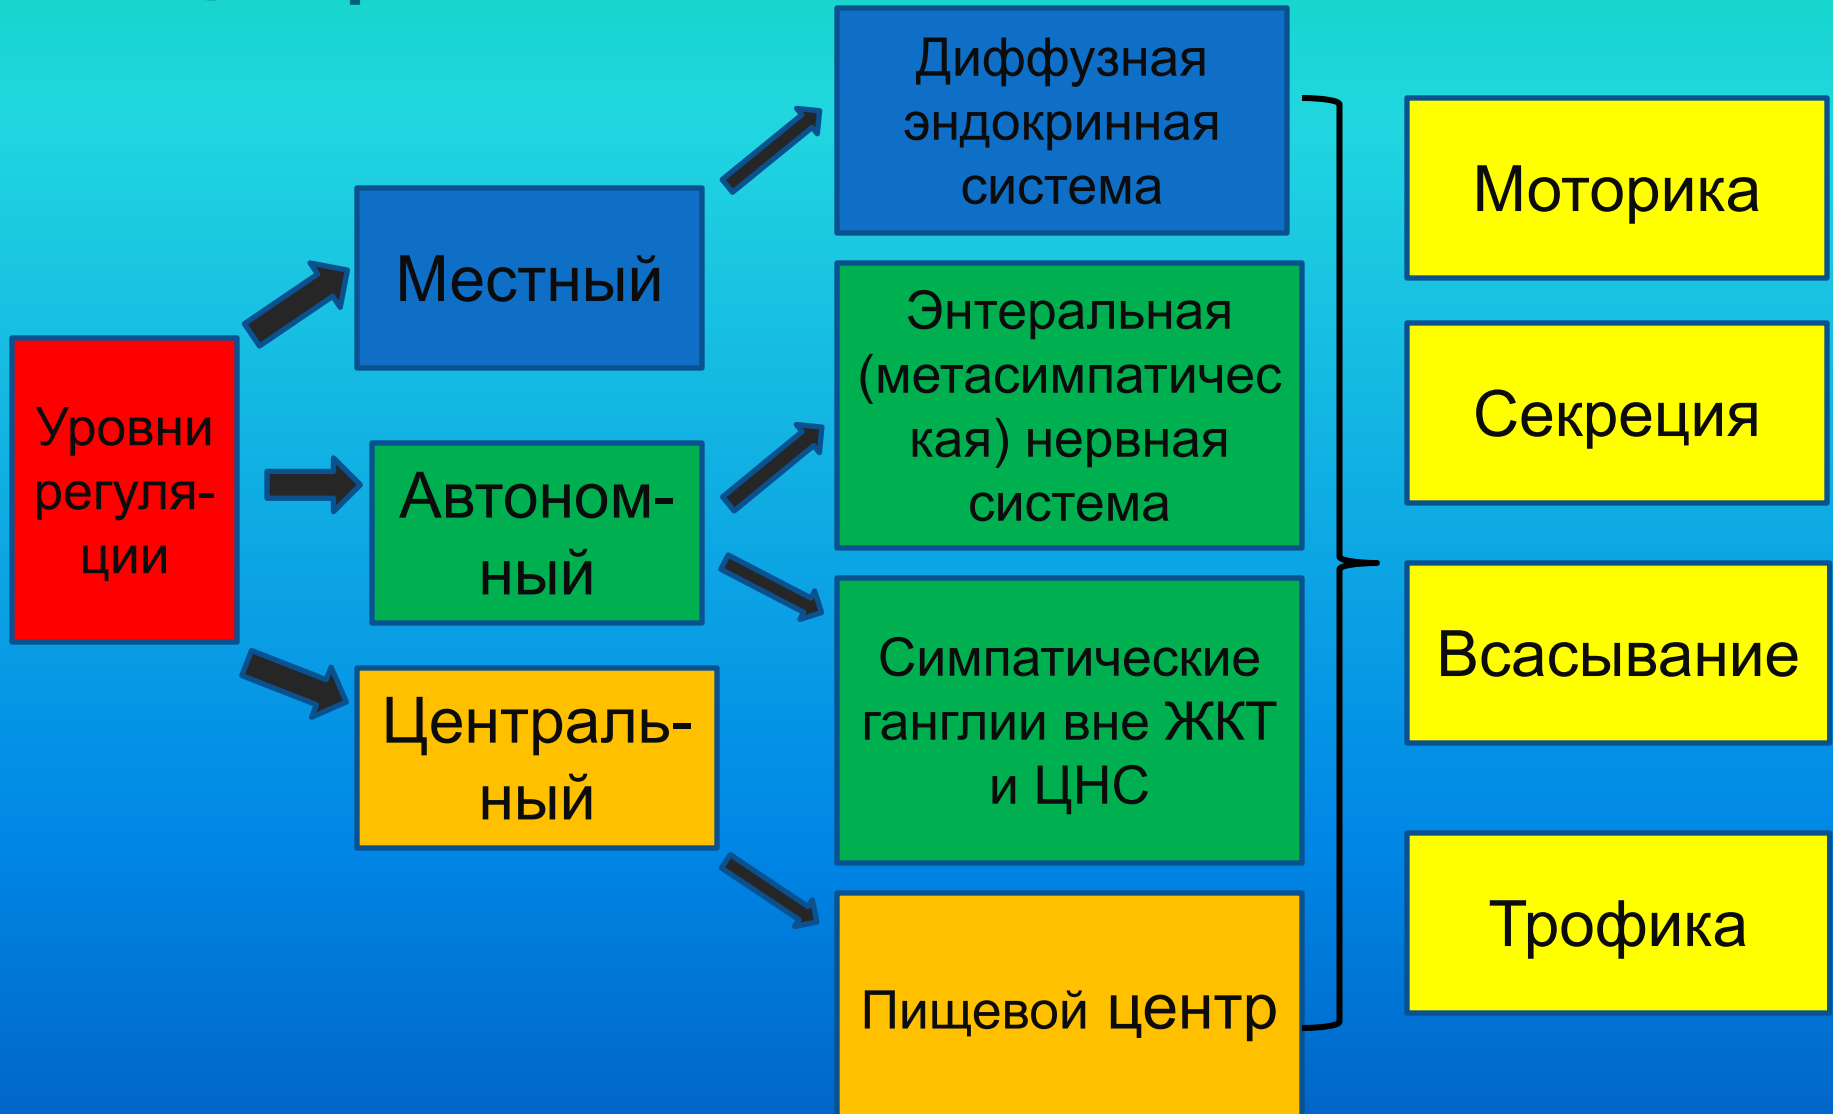 Уровни
регуля-
ции
Местный
Автоном-
ный
Централь-
ный
Диффузная
эндокринная
система
Энтеральная
(метасимпатичес
кая) нервная
система
Симпатические
ганглии вне ЖКТ
и ЦНС
Пищевой центр
Моторика
Секреция
Всасывание
Трофика